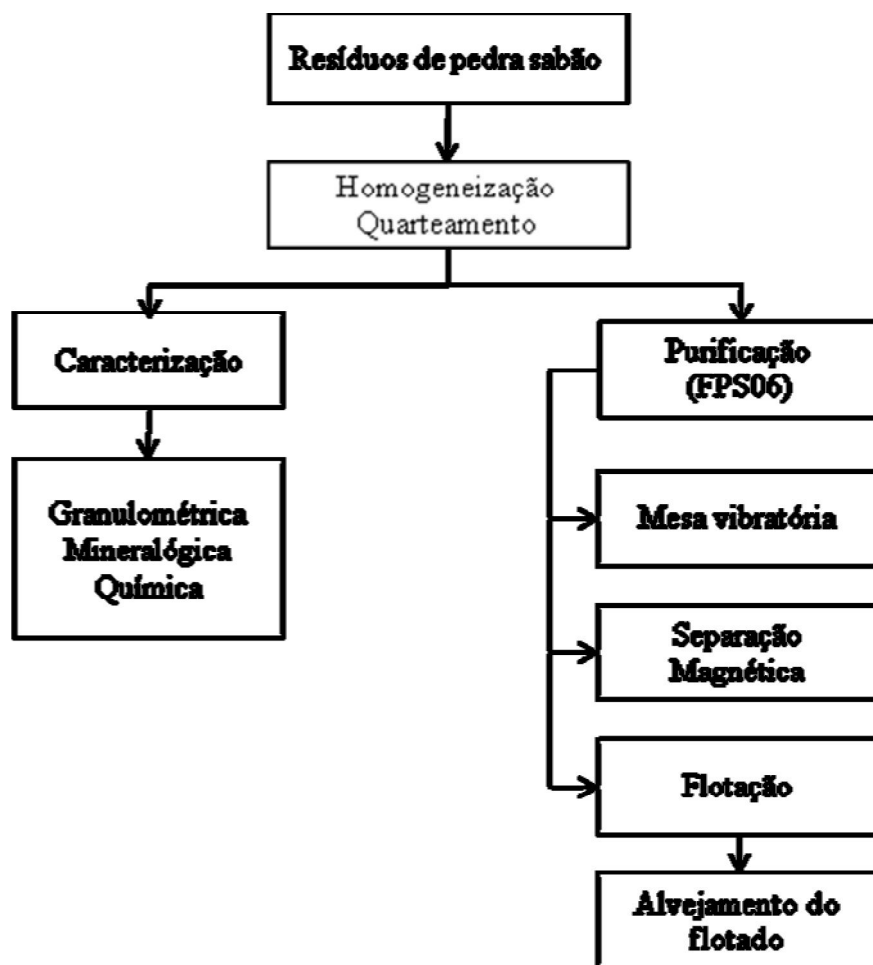 Resíduos de pedra sabão
Homogeneização
Quarteamento
Caracterização
Granulométrica
Mineralógica
Química
Purificação
(FPS06)
Mesa vibratória
Separação
Magnética
Flotação
Alvejamento do
flotado